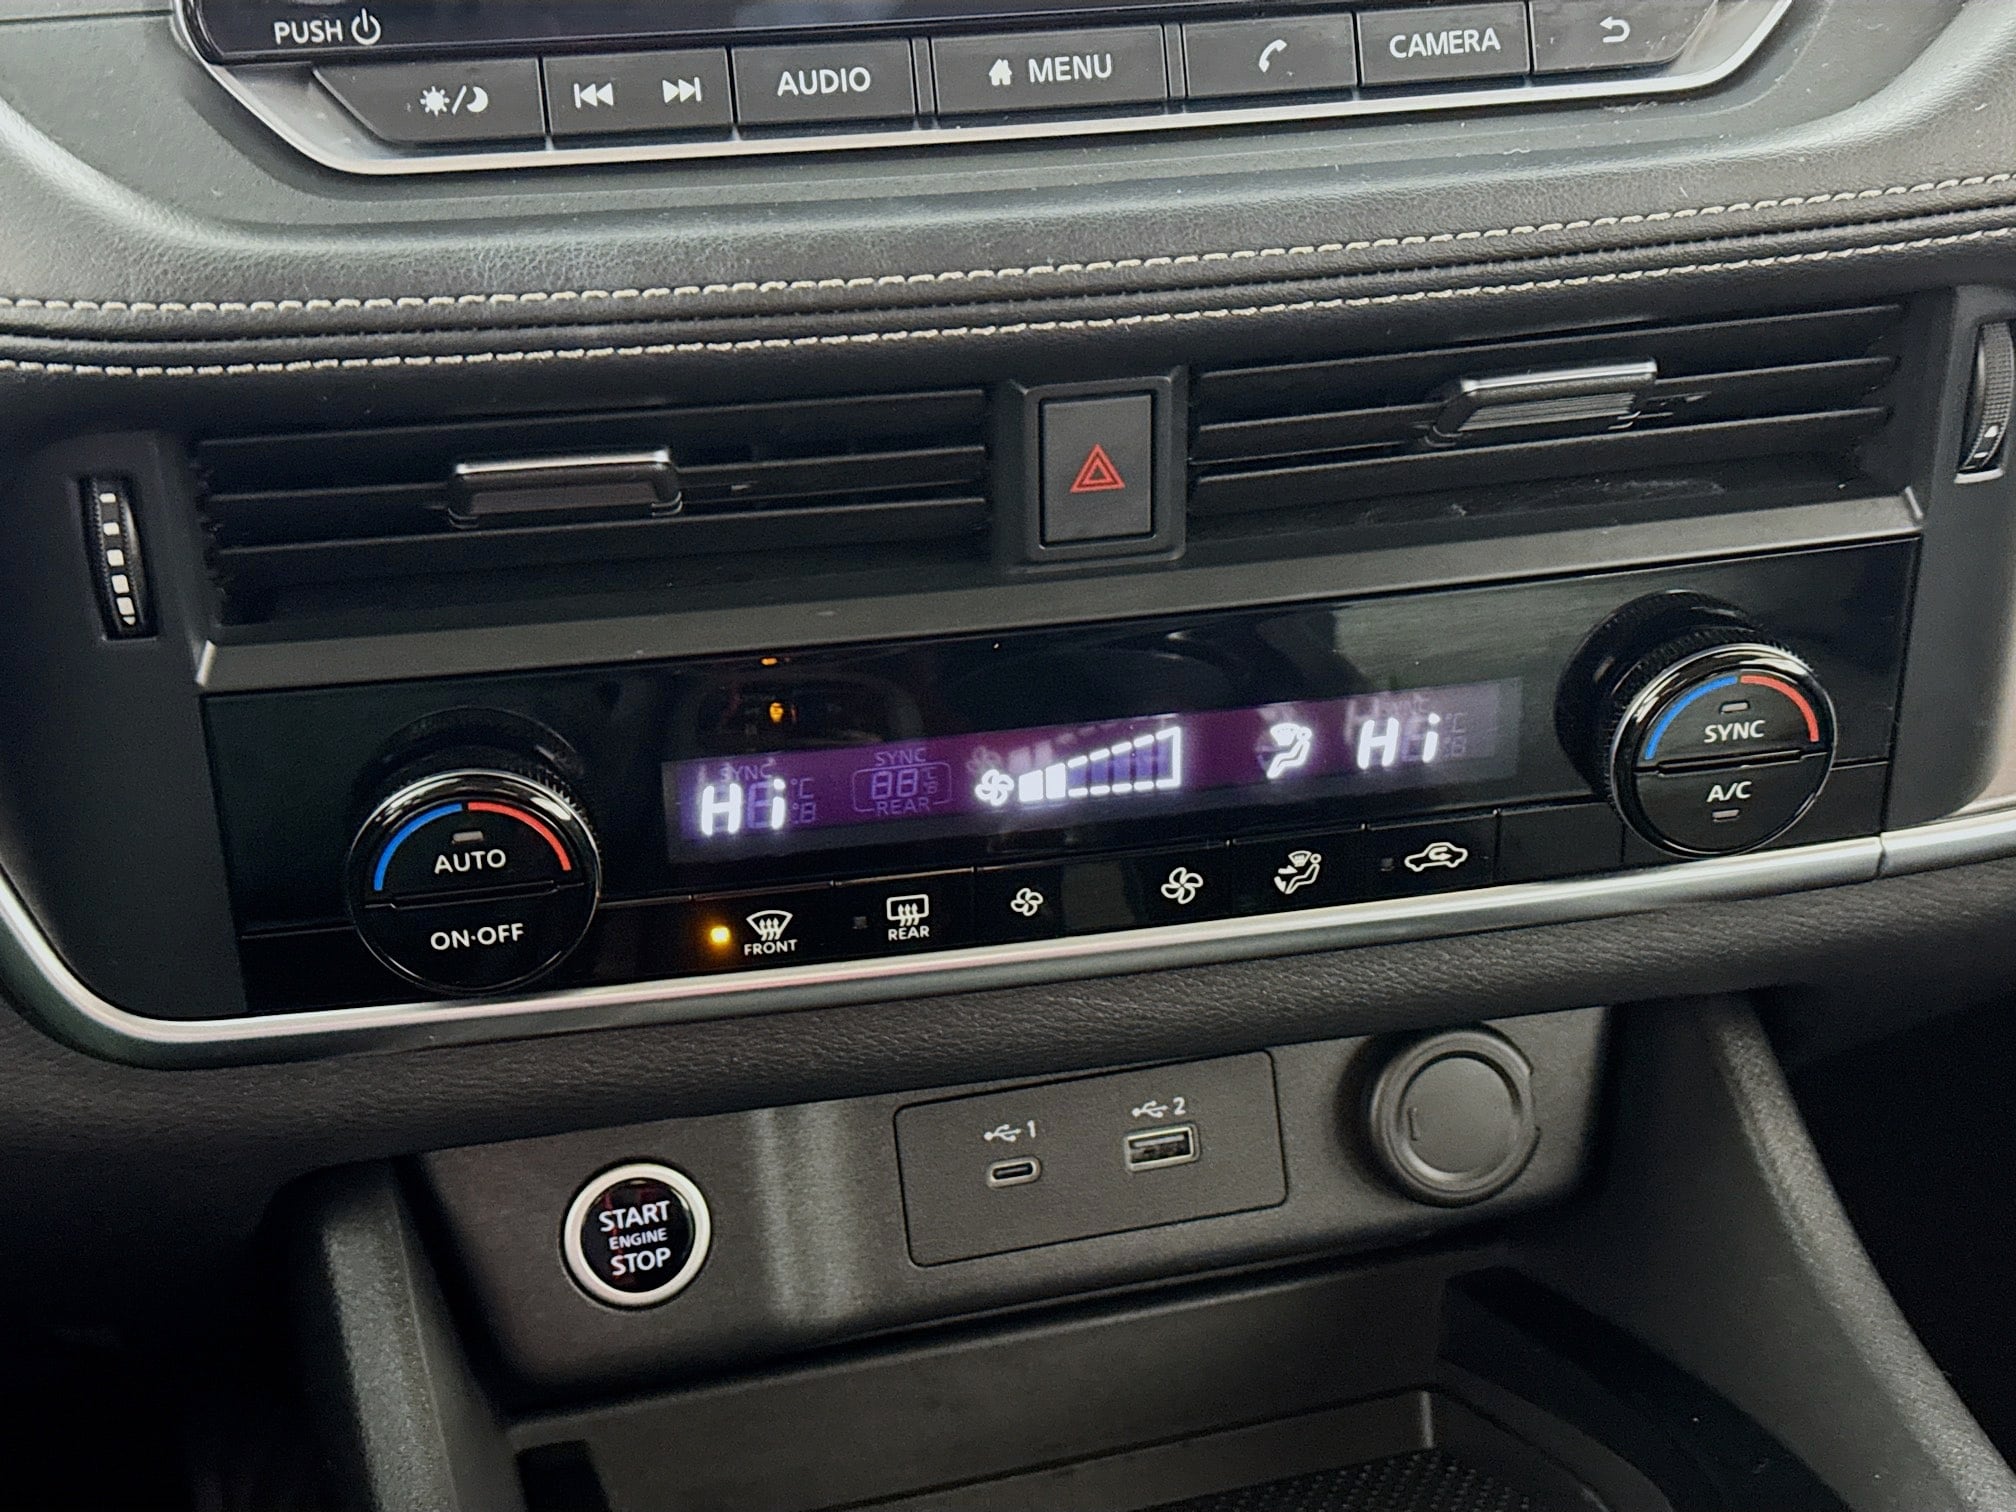 PUSH
AUDIO
MENU
CAMERA
SYNC
A/C
SYNC
SYNC
Hi
88
REAR
Hi
AUTO
ON·OFF
FRONT
REAR
1
2
START
ENGINE
STOP